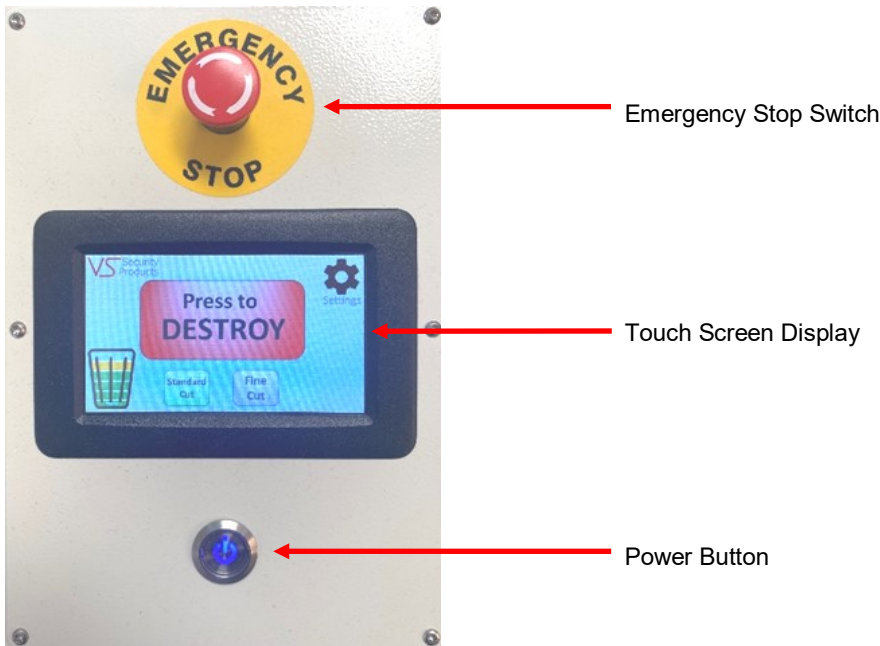 EMERGENCY
STOP
Emergency Stop Switch
VS Security
Products
Settings
Press to
DESTROY
Touch Screen Display
Standard
Cut
Fine
Cut
Power Button